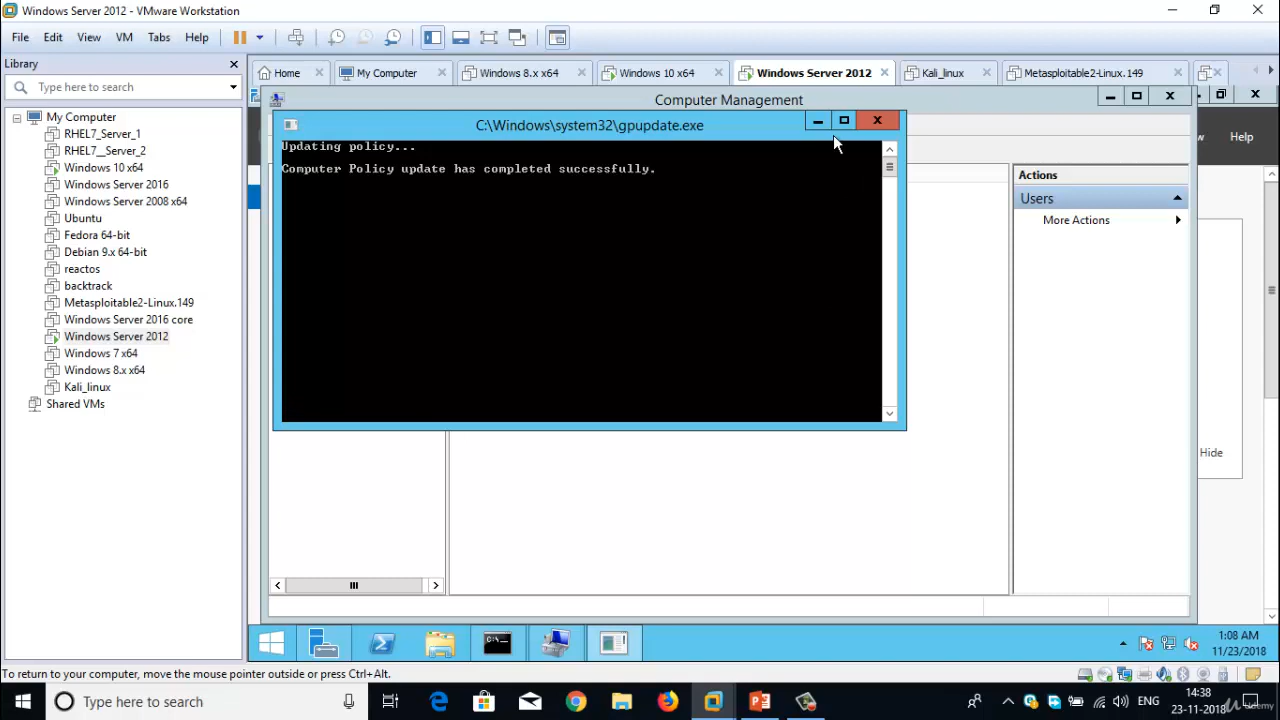 Windows Server 2012 - VMware Workstation
File Edit View VM Tabs Help
Library
Type here to search
My Computer
RHEL7_Server_1
RHEL7__Server_2
Windows 10 x64
Windows Server 2016
Windows Server 2008 x64
Ubuntu
Fedora 64-bit
Debian 9.x 64-bit
reactos
backtrack
Metasploitable2-Linux.149
Windows Server 2016 core
Windows Server 2012
Windows 7 x64
Windows 8.x x64
Kali_linux
Shared VMs
Home My Computer Windows 8.x x64 Windows 10 x64 Windows Server 2012 Kali_linux Metasploitable2-Linux.149
Computer Management
C:\Windows\system32\gpupdate.exe
Updating policy...
Computer Policy update has completed successfully.
Help
Actions
Users
More Actions
Hide
1:08 AM
11/23/2018
To return to your computer, move the mouse pointer outside or press Ctrl+Alt.
Type here to search
ENG
14:38
23-11-2018
Udemy